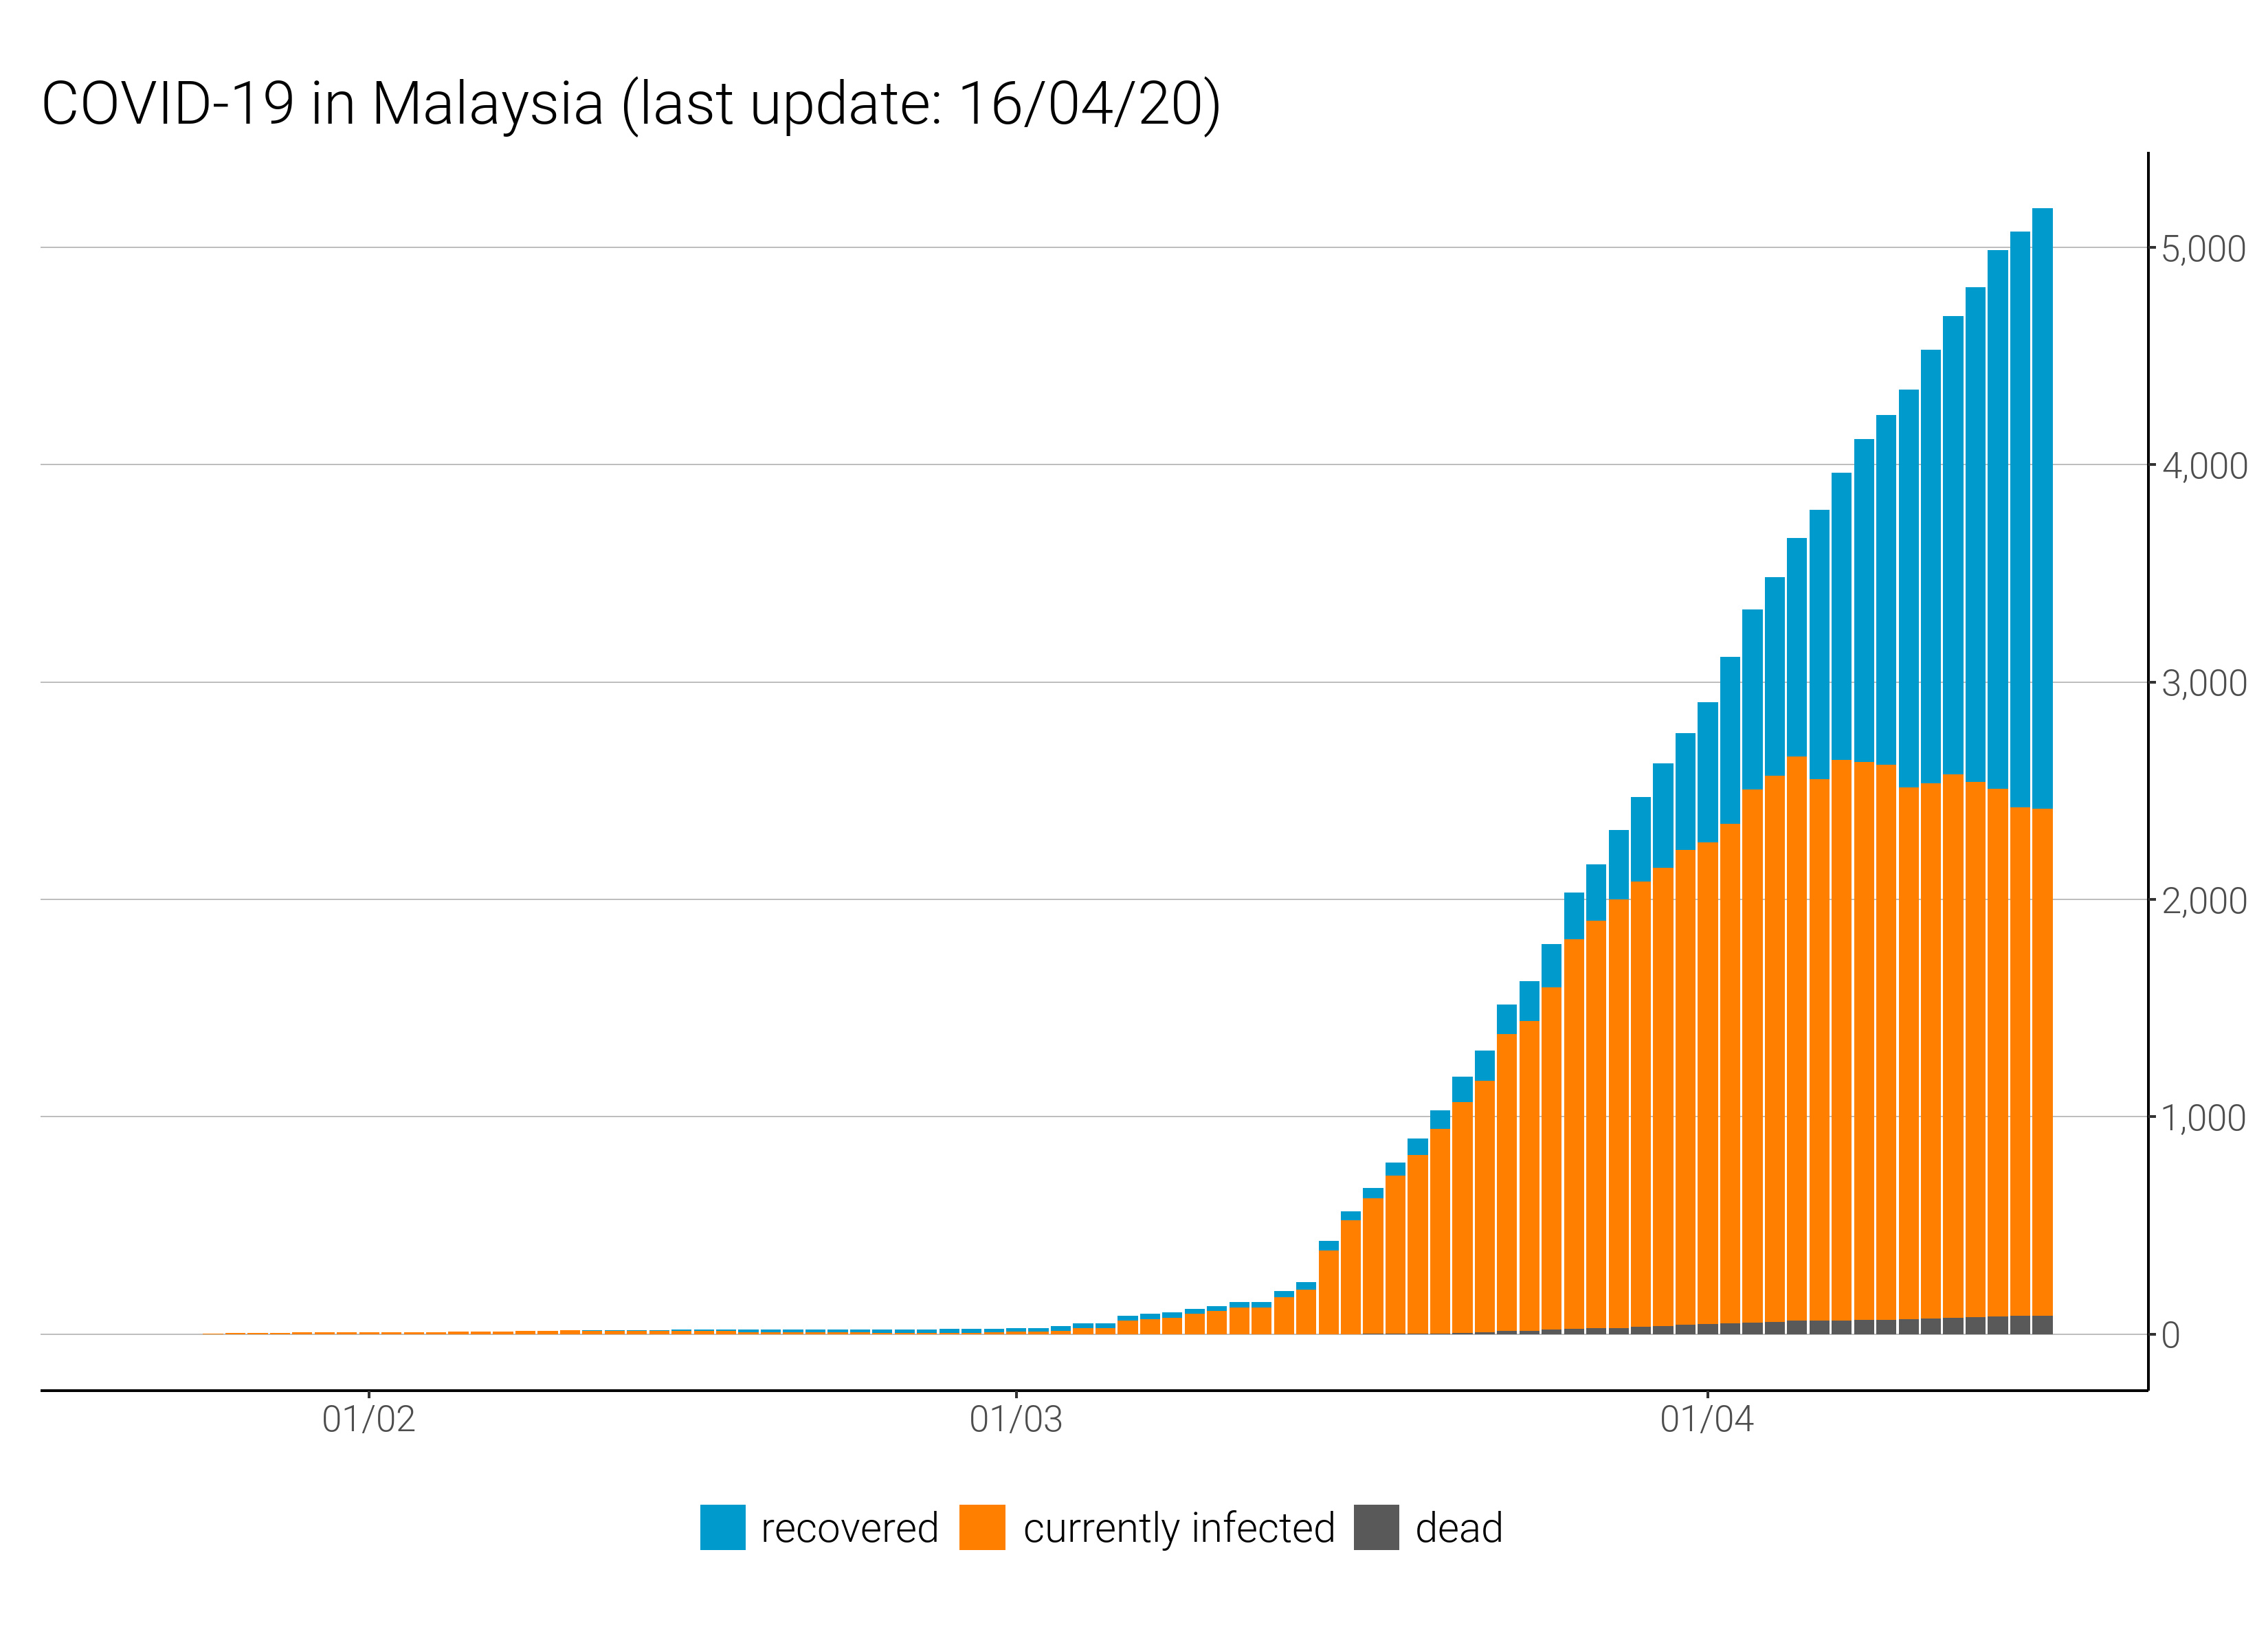 COVID-19 in Malaysia (last update: 16/04/20)
5,000
4,000
3,000
2,000
1,000
0
01/02 01/03 01/04
recovered currently infected dead